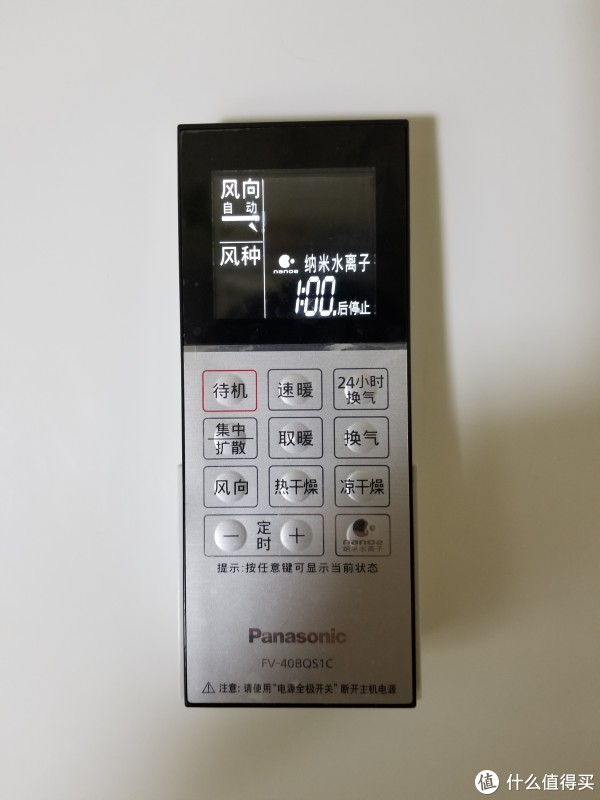 风向
自动
风种
nanoe 纳米水离子
1:00 后停止
待机 速暖 24小时换气
集中 扩散 取暖 换气
风向 热干燥 凉干燥
－ 定时 ＋ nanoe 纳米水离子
提示:按任意键可显示当前状态
Panasonic
FV-40BQS1C
⚠注意: 请使用“电源全极开关”断开主机电源
值 什么值得买